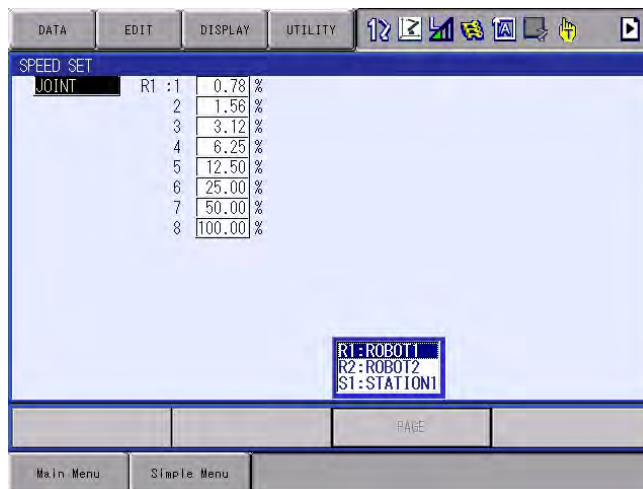 DATA EDIT DISPLAY UTILITY
SPEED SET
JOINT R1 :1 0.78 %
2 1.56 %
3 3.12 %
4 6.25 %
5 12.50 %
6 25.00 %
7 50.00 %
8 100.00 %
R1:ROBOT1
R2:ROBOT2
S1:STATION1
PAGE
Main Menu Simple Menu